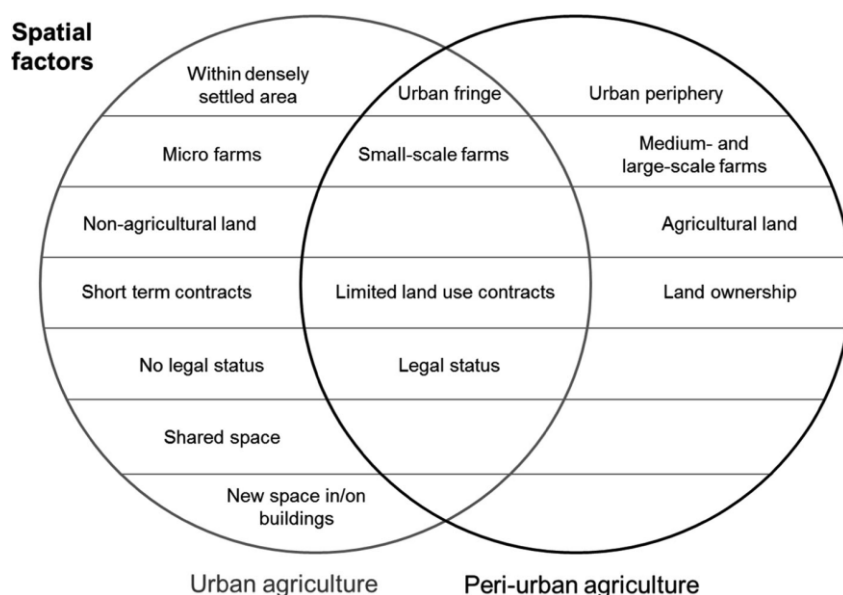 Spatial
factors
Within densely
settled area
Urban fringe
Urban periphery
Micro farms
Small-scale farms
Medium- and
large-scale farms
Non-agricultural land
Agricultural land
Short term contracts
Limited land use contracts
Land ownership
No legal status
Legal status
Shared space
New space in/on
buildings
Urban agriculture
Peri-urban agriculture